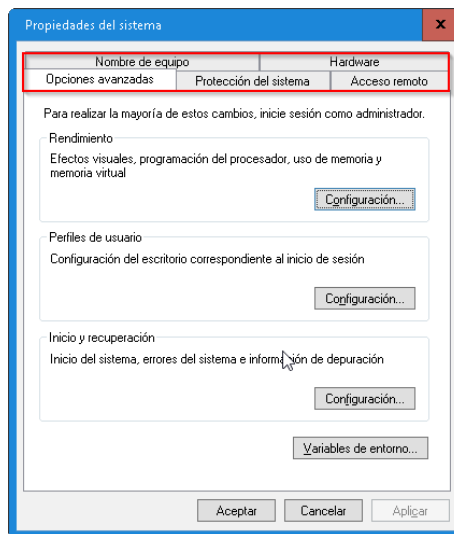 Propiedades del sistema
x
Nombre de equipo Hardware
Opciones avanzadas Protección del sistema Acceso remoto
Para realizar la mayoría de estos cambios, inicie sesión como administrador.
Rendimiento
Efectos visuales, programación del procesador, uso de memoria y
memoria virtual
Configuración...
Perfiles de usuario
Configuración del escritorio correspondiente al inicio de sesión
Configuración...
Inicio y recuperación
Inicio del sistema, errores del sistema e información de depuración
Configuración...
Variables de entorno...
Aceptar Cancelar Aplicar